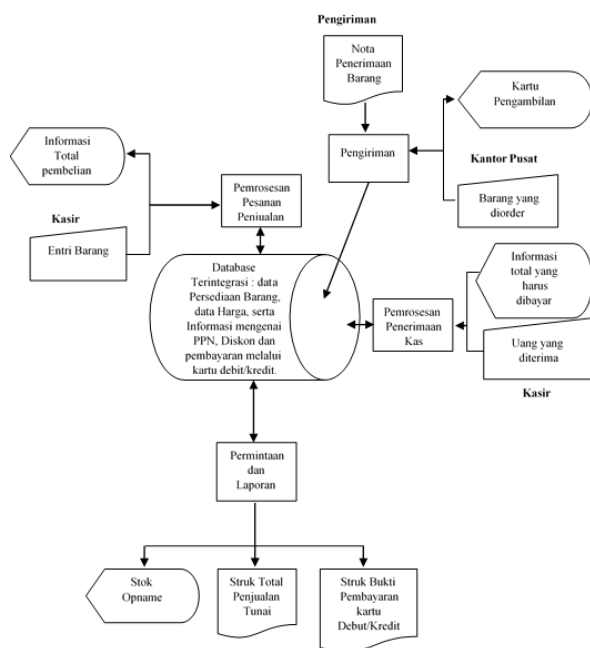 Pengiriman
Nota
Penerimaan
Barang
Kartu
Pengambilan
Informasi
Total
pembelian
Pengiriman
Kantor Pusat
Pemrosesan
Pesanan
Penjualan
Barang yang
diorder
Kasir
Entri Barang
Database
Terintegrasi : data
Persediaan Barang,
data Harga, serta
Informasi mengenai
PPN, Diskon dan
pembayaran melalui
kartu debit/kredit.
Informasi
total yang
harus
dibayar
Pemrosesan
Penerimaan
Kas
Uang yang
diterima
Kasir
Permintaan
dan
Laporan
Stok
Opname
Struk Total
Penjualan
Tunai
Struk Bukti
Pembayaran
kartu
Debut/Kredit